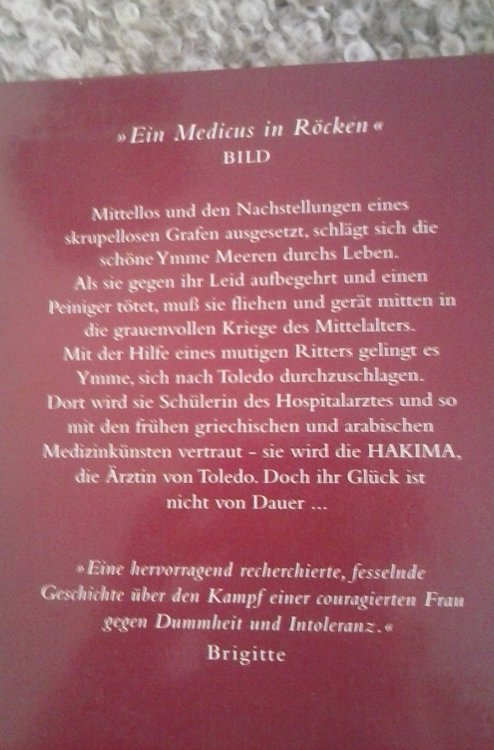 »Ein Medicus in Röcken«
BILD
Mittellos und den Nachstellungen eines
skrupellosen Grafen ausgesetzt, schlägt sich die
schöne Ymme Meeren durchs Leben.
Als sie gegen ihr Leid aufbegehrt und einen
Peiniger tötet, muß sie fliehen und gerät mitten in
die grauenvollen Kriege des Mittelalters.
Mit der Hilfe eines mutigen Ritters gelingt es
Ymme, sich nach Toledo durchzuschlagen.
Dort wird sie Schülerin des Hospitalarztes und so
mit den frühen griechischen und arabischen
Medizinkünsten vertraut – sie wird die HAKIMA,
die Ärztin von Toledo. Doch ihr Glück ist
nicht von Dauer ...
»Eine hervorragend recherchierte, fesselnde
Geschichte über den Kampf einer couragierten Frau
gegen Dummheit und Intoleranz.«
Brigitte